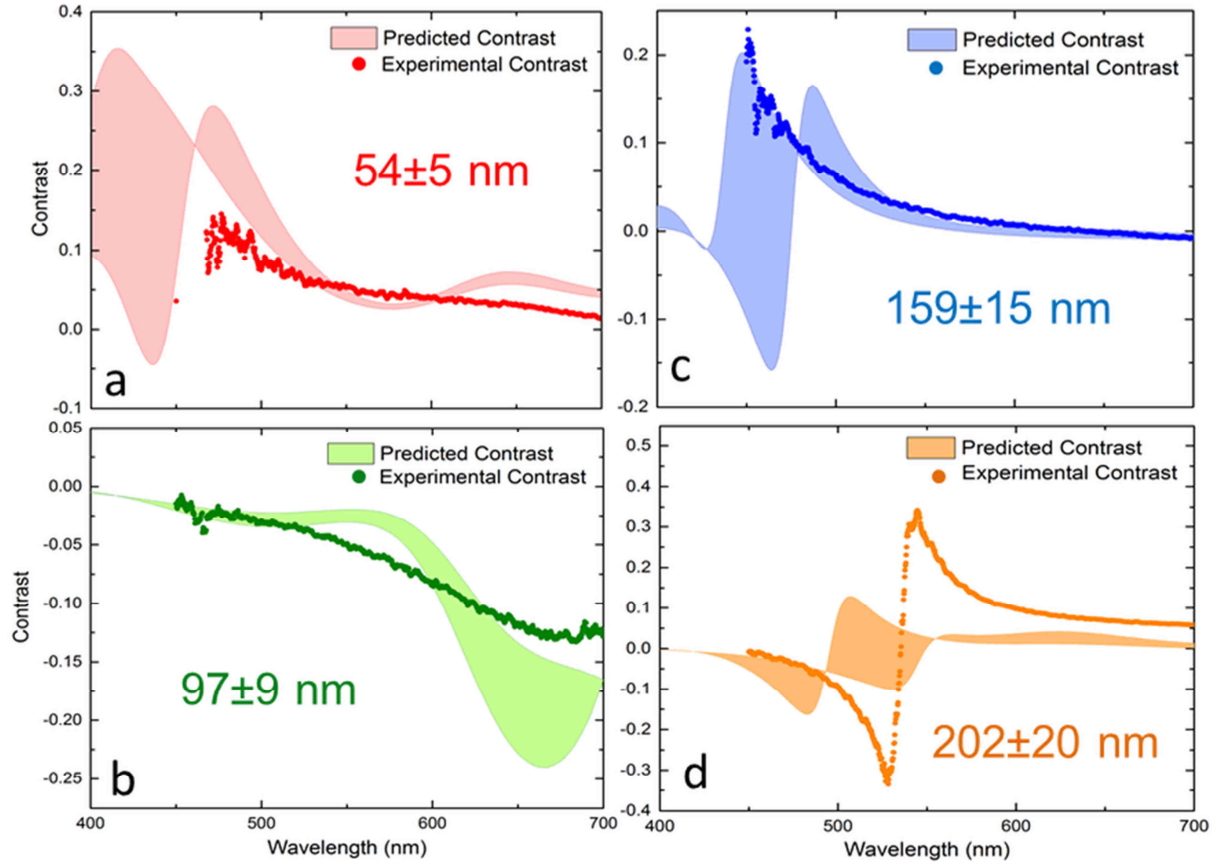 0.4
0.3
0.2
0.1
0.0
-0.1
Contrast
Predicted Contrast
Experimental Contrast
54±5 nm
a
0.2
0.1
0.0
-0.1
-0.2
Predicted Contrast
Experimental Contrast
159±15 nm
c
0.05
0.00
-0.05
-0.10
-0.15
-0.20
-0.25
Contrast
Predicted Contrast
Experimental Contrast
97±9 nm
b
400 500 600 700
Wavelength (nm)
0.5
0.4
0.3
0.2
0.1
0.0
-0.1
-0.2
-0.3
-0.4
Predicted Contrast
Experimental Contrast
202±20 nm
d
400 500 600 700
Wavelength (nm)